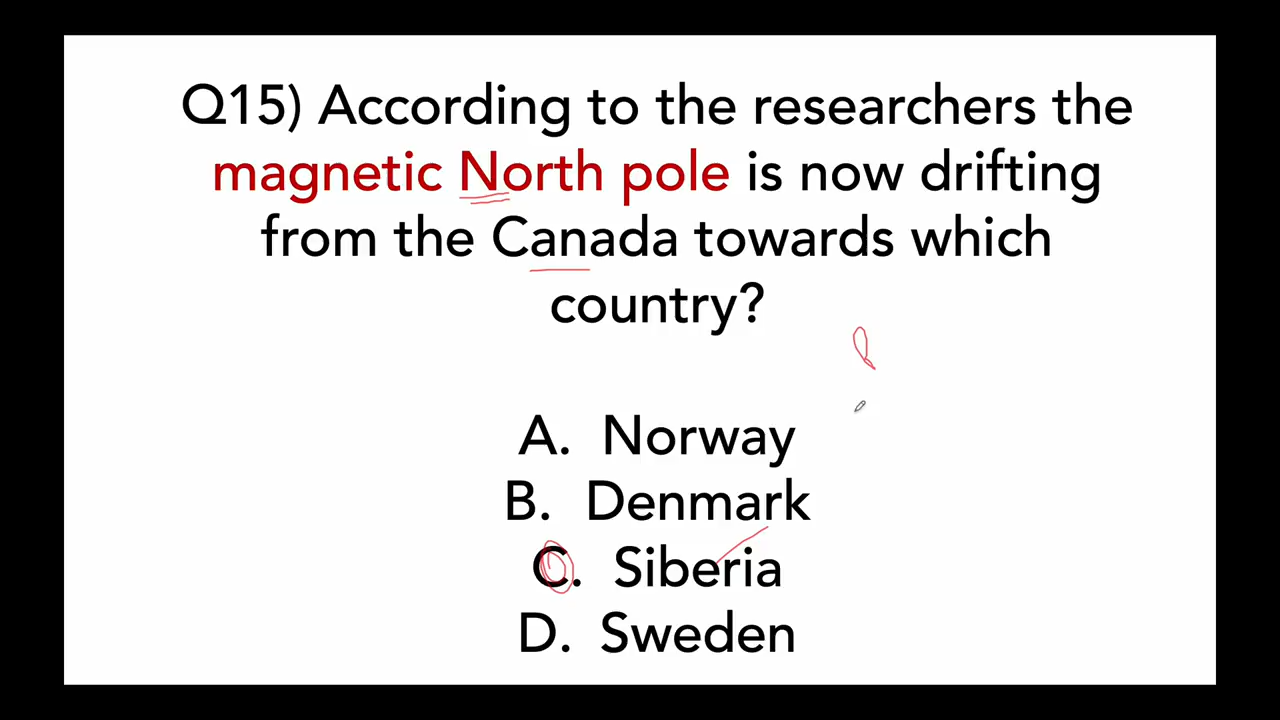 Q15) According to the researchers the
magnetic North pole is now drifting
from the Canada towards which
country?
A. Norway
B. Denmark
C. Siberia
D. Sweden